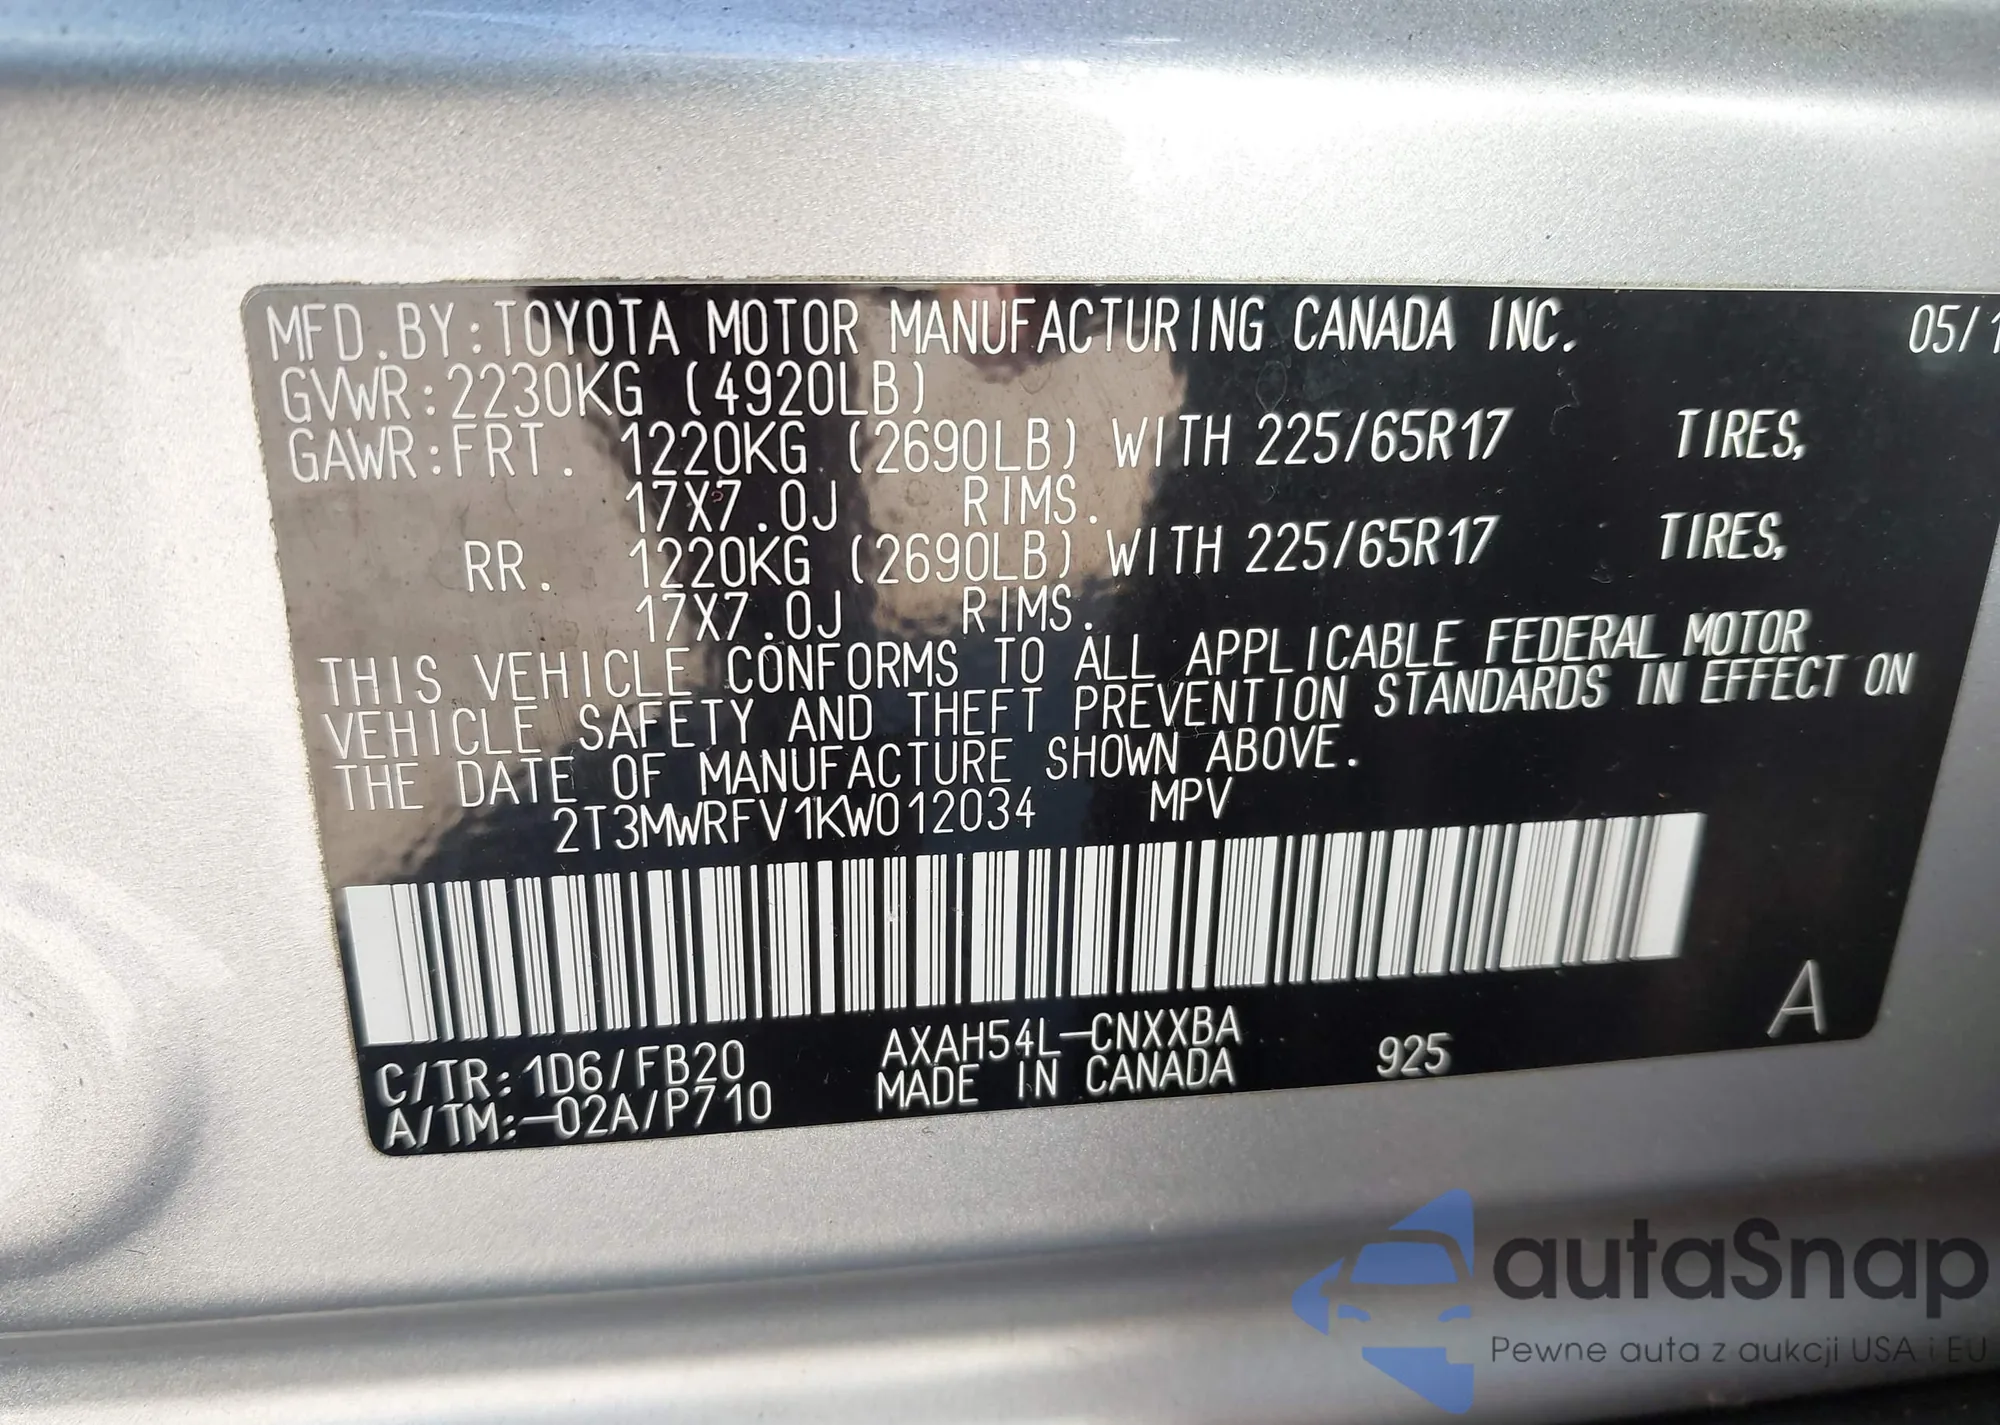 MFD.BY:TOYOTA MOTOR MANUFACTURING CANADA INC. 05/1
GVWR:2230KG (4920LB)
GAWR:FRT. 1220KG (2690LB) WITH 225/65R17 TIRES,
17X7.0J RIMS.
RR. 1220KG (2690LB) WITH 225/65R17 TIRES,
17X7.0J RIMS.
THIS VEHICLE CONFORMS TO ALL APPLICABLE FEDERAL MOTOR
VEHICLE SAFETY AND THEFT PREVENTION STANDARDS IN EFFECT ON
THE DATE OF MANUFACTURE SHOWN ABOVE.
2T3MWRFV1KW012034 MPV
A
C/TR:1D6/FB20 AXAH54L-CNXXBA 925
A/TM:-02A/P710 MADE IN CANADA
autaSnap
Pewne auta z aukcji USA i EU